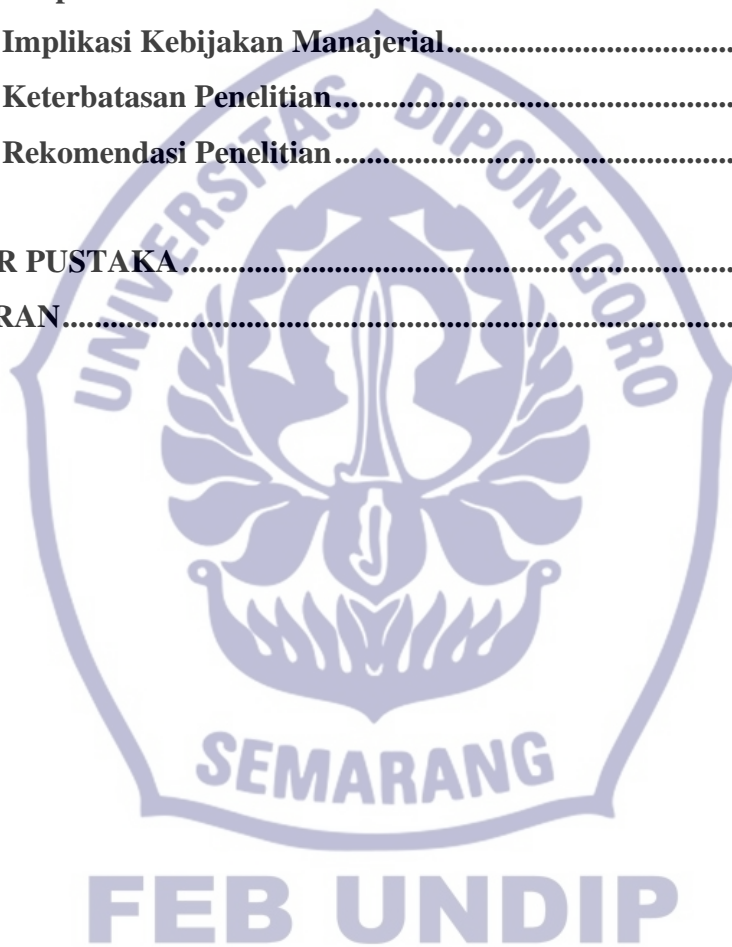 Implikasi Kebijakan Manajerial..............................
Keterbatasan Penelitian..........................................
Rekomendasi Penelitian..........................................
R PUSTAKA............................................................
RAN........................................................................
UNIVERSITAS DIPONEGORO
SEMARANG
FEB UNDIP